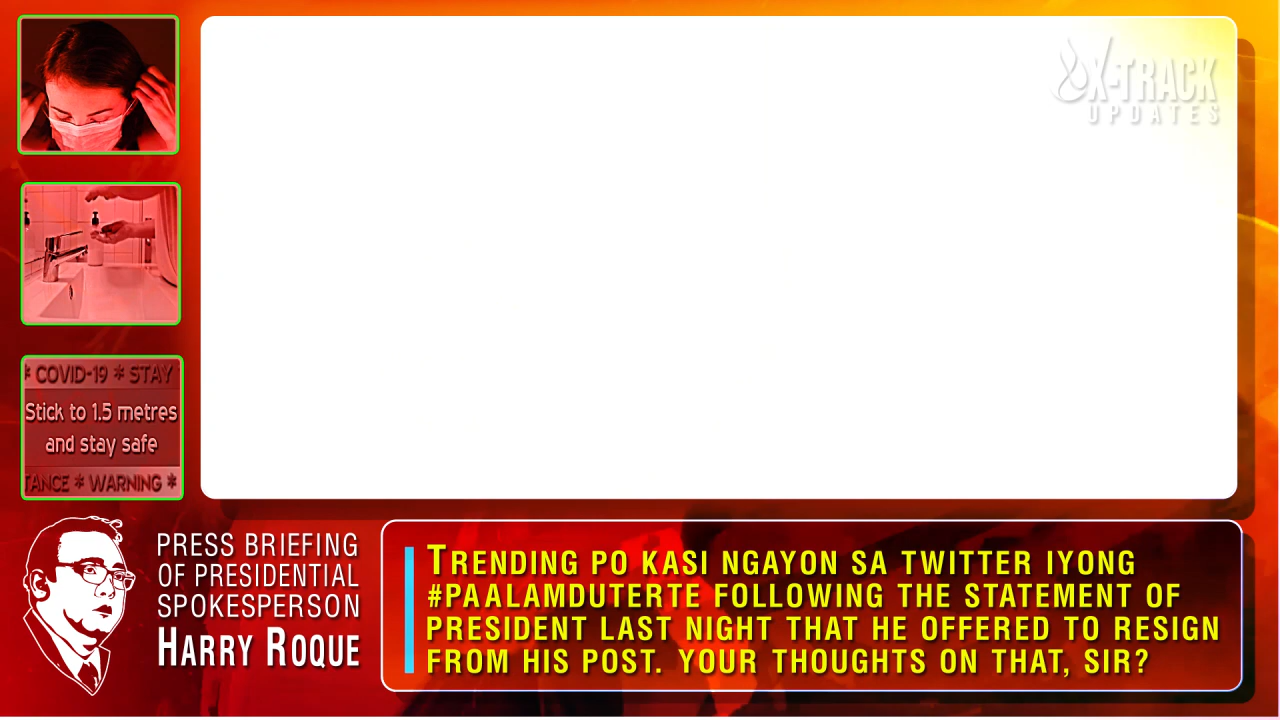 X-TRACK
UPDATES
* COVID-19 * STAY
Stick to 1.5 metres
and stay safe
TANCE * WARNING *
PRESS BRIEFING
OF PRESIDENTIAL
SPOKESPERSON
HARRY ROQUE
TRENDING PO KASI NGAYON SA TWITTER IYONG
#PAALAMDUTERTE FOLLOWING THE STATEMENT OF
PRESIDENT LAST NIGHT THAT HE OFFERED TO RESIGN
FROM HIS POST. YOUR THOUGHTS ON THAT, SIR?